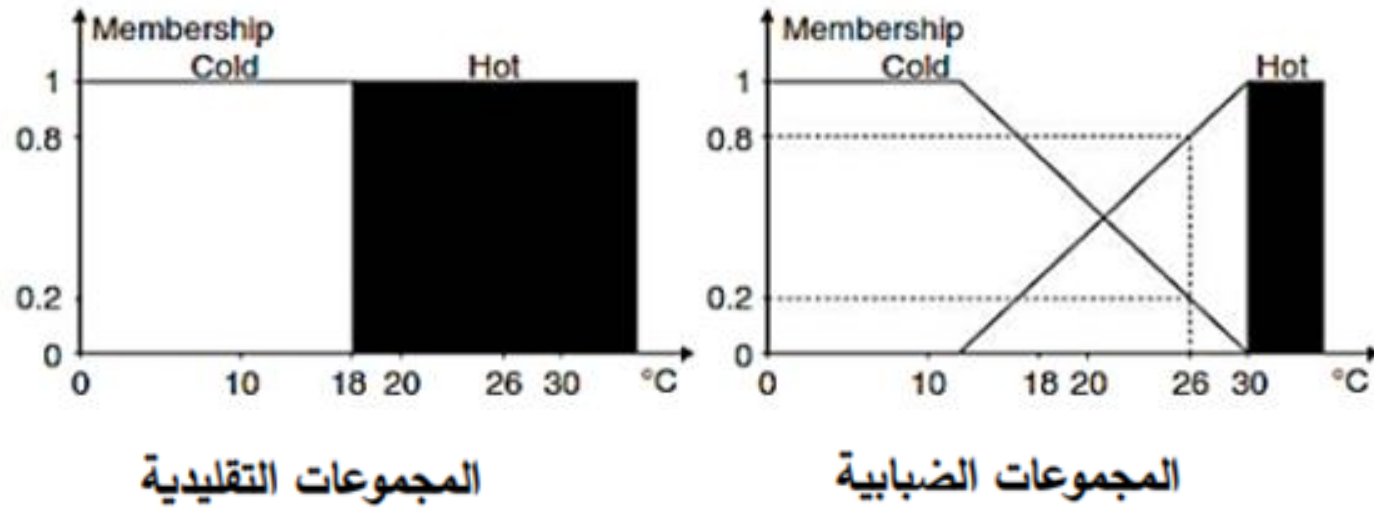 Membership
Cold Hot
1
0.8
0.2
0
0 10 18 20 26 30 °C
المجموعات التقليدية
Membership
Cold Hot
1
0.8
0.2
0
0 10 18 20 26 30 °C
المجموعات الضبابية